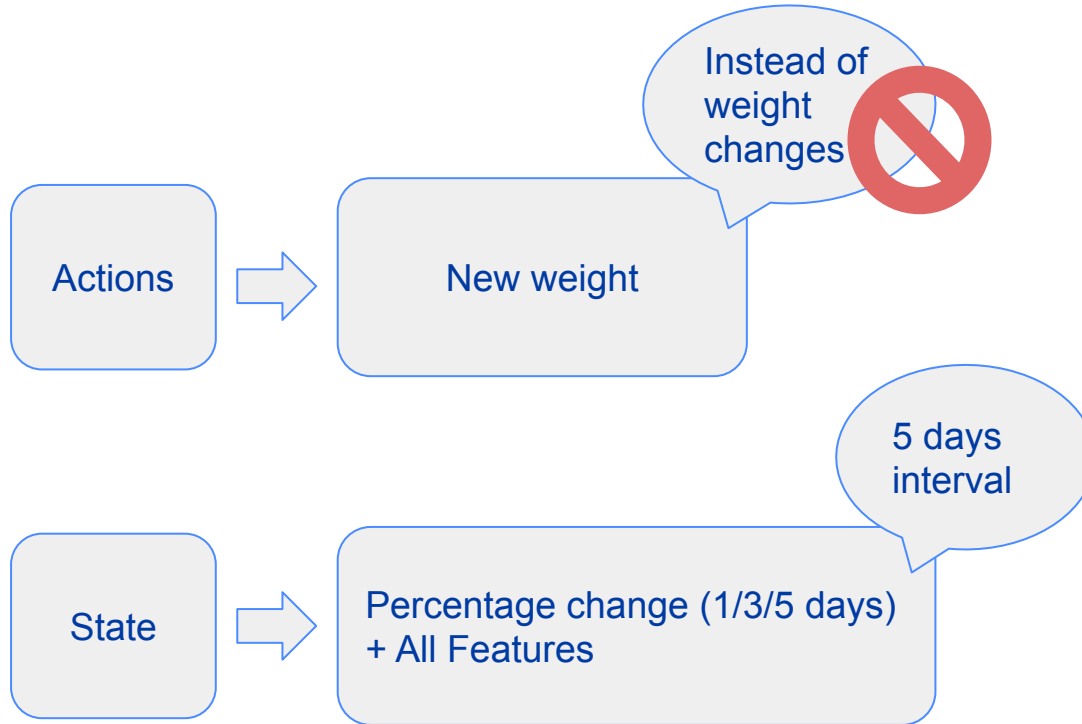 Instead of
weight
changes
Actions
New weight
5 days
interval
State
Percentage change (1/3/5 days)
+ All Features